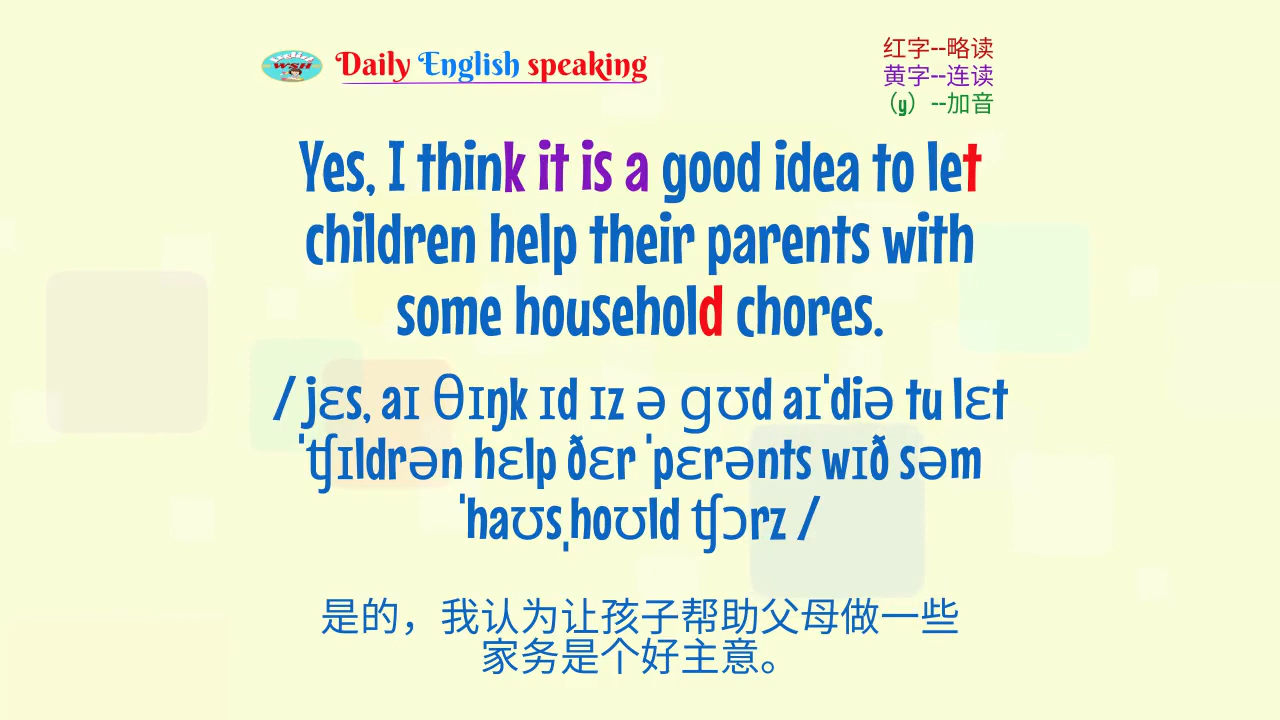 WSH
Daily English speaking
红字--略读
黄字--连读
（y）--加音
Yes, I think it is a good idea to let
children help their parents with
some household chores.
/ jɛs, aɪ θɪŋk ɪd ɪz ə ɡʊd aɪˈdiə tu lɛt
ˈʧɪldrən hɛlp ðɛr ˈpɛrənts wɪð səm
ˈhaʊsˌhoʊld ʧɔrz /
是的，我认为让孩子帮助父母做一些
家务是个好主意。